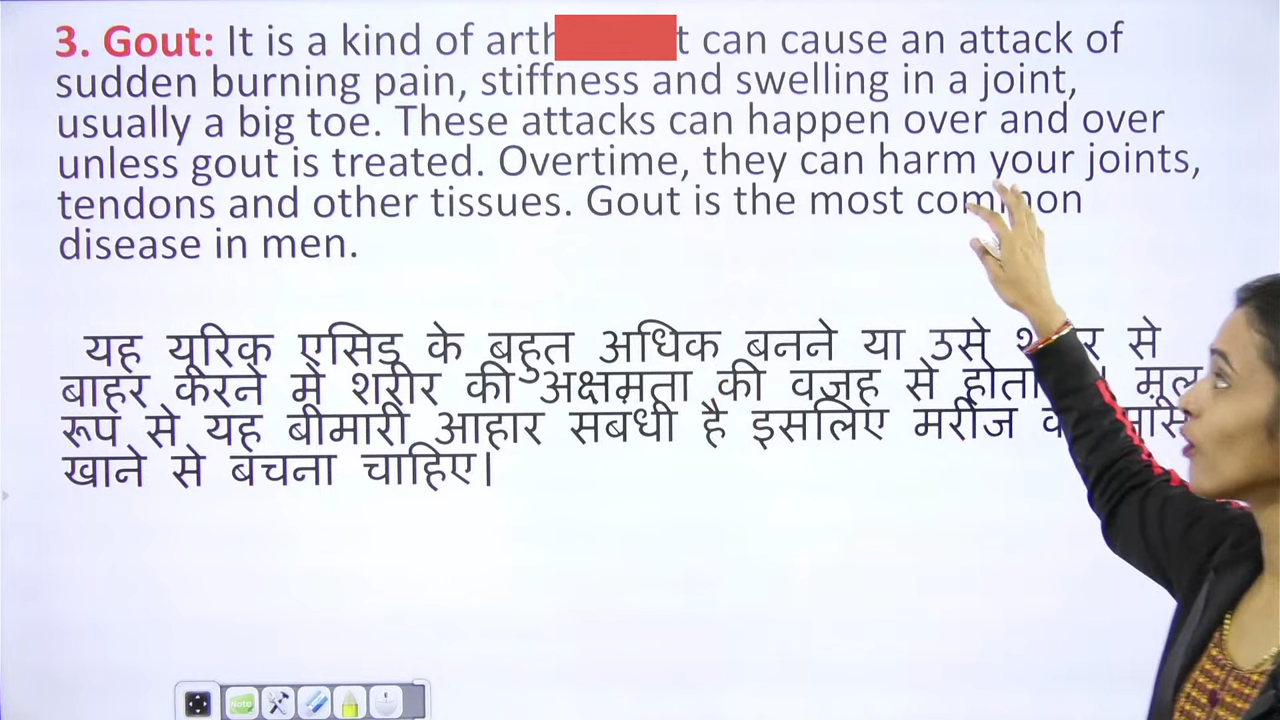 3. Gout: It is a kind of can cause an attack of
sudden burning pain, stiffness and swelling in a joint,
usually a big toe. These attacks can happen over and over
unless gout is treated. Overtime, they can harm your joints,
tendons and other tissues. Gout is the most common
disease in men.
यह यूरिक एसिड के बहुत अधिक बनने या उसे से
बाहर करने में शरीर की अक्षमता की वजह से मूल
रूप से यह बीमारी आहार संबंधी है इसलिए मरीज
खाने से बचना चाहिए।
Note